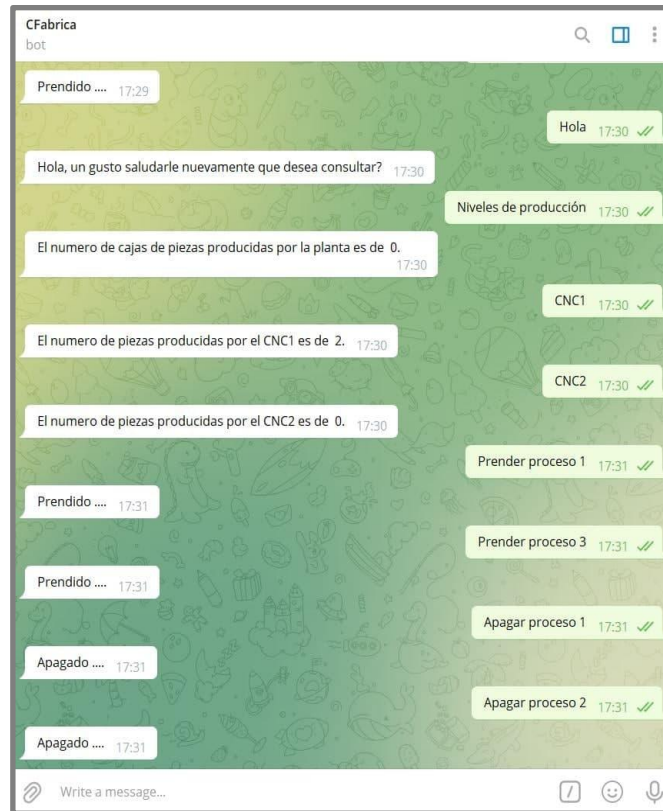 CFabrica
bot
Prendido .... 17:29
Hola 17:30
Hola, un gusto saludarle nuevamente que desea consultar? 17:30
Niveles de producción 17:30
El numero de cajas de piezas producidas por la planta es de 0.
17:30
CNC1 17:30
El numero de piezas producidas por el CNC1 es de 2. 17:30
CNC2 17:30
El numero de piezas producidas por el CNC2 es de 0. 17:30
Prender proceso 1 17:31
Prendido .... 17:31
Prender proceso 3 17:31
Prendido .... 17:31
Apagar proceso 1 17:31
Apagado .... 17:31
Apagar proceso 2 17:31
Apagado .... 17:31
Write a message...